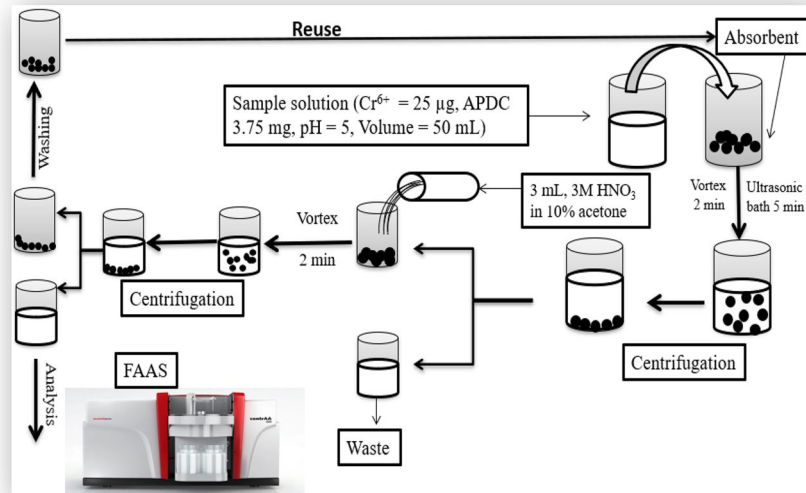 Reuse
Absorbent
Sample solution (Cr⁶⁺ = 25 µg, APDC
3.75 mg, pH = 5, Volume = 50 mL)
Washing
3 mL, 3M HNO₃
in 10% acetone
Vortex
2 min
Ultrasonic
bath 5 min
Vortex
2 min
Centrifugation
Centrifugation
Analysis
FAAS
Waste